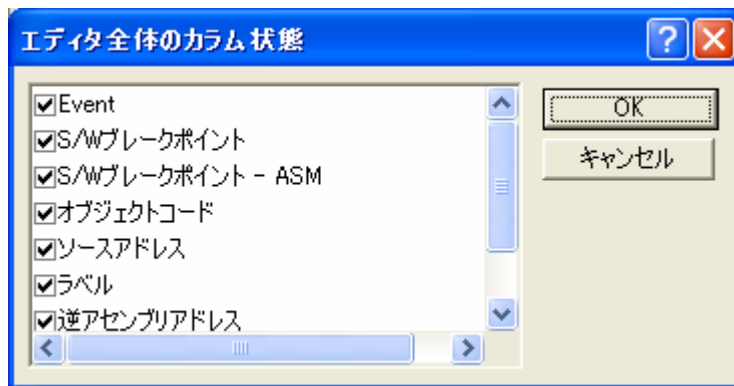 エディタ全体のカラム状態
Event
S/Wブレークポイント
S/Wブレークポイント - ASM
オブジェクトコード
ソースアドレス
ラベル
逆アセンブリアドレス
OK
キャンセル